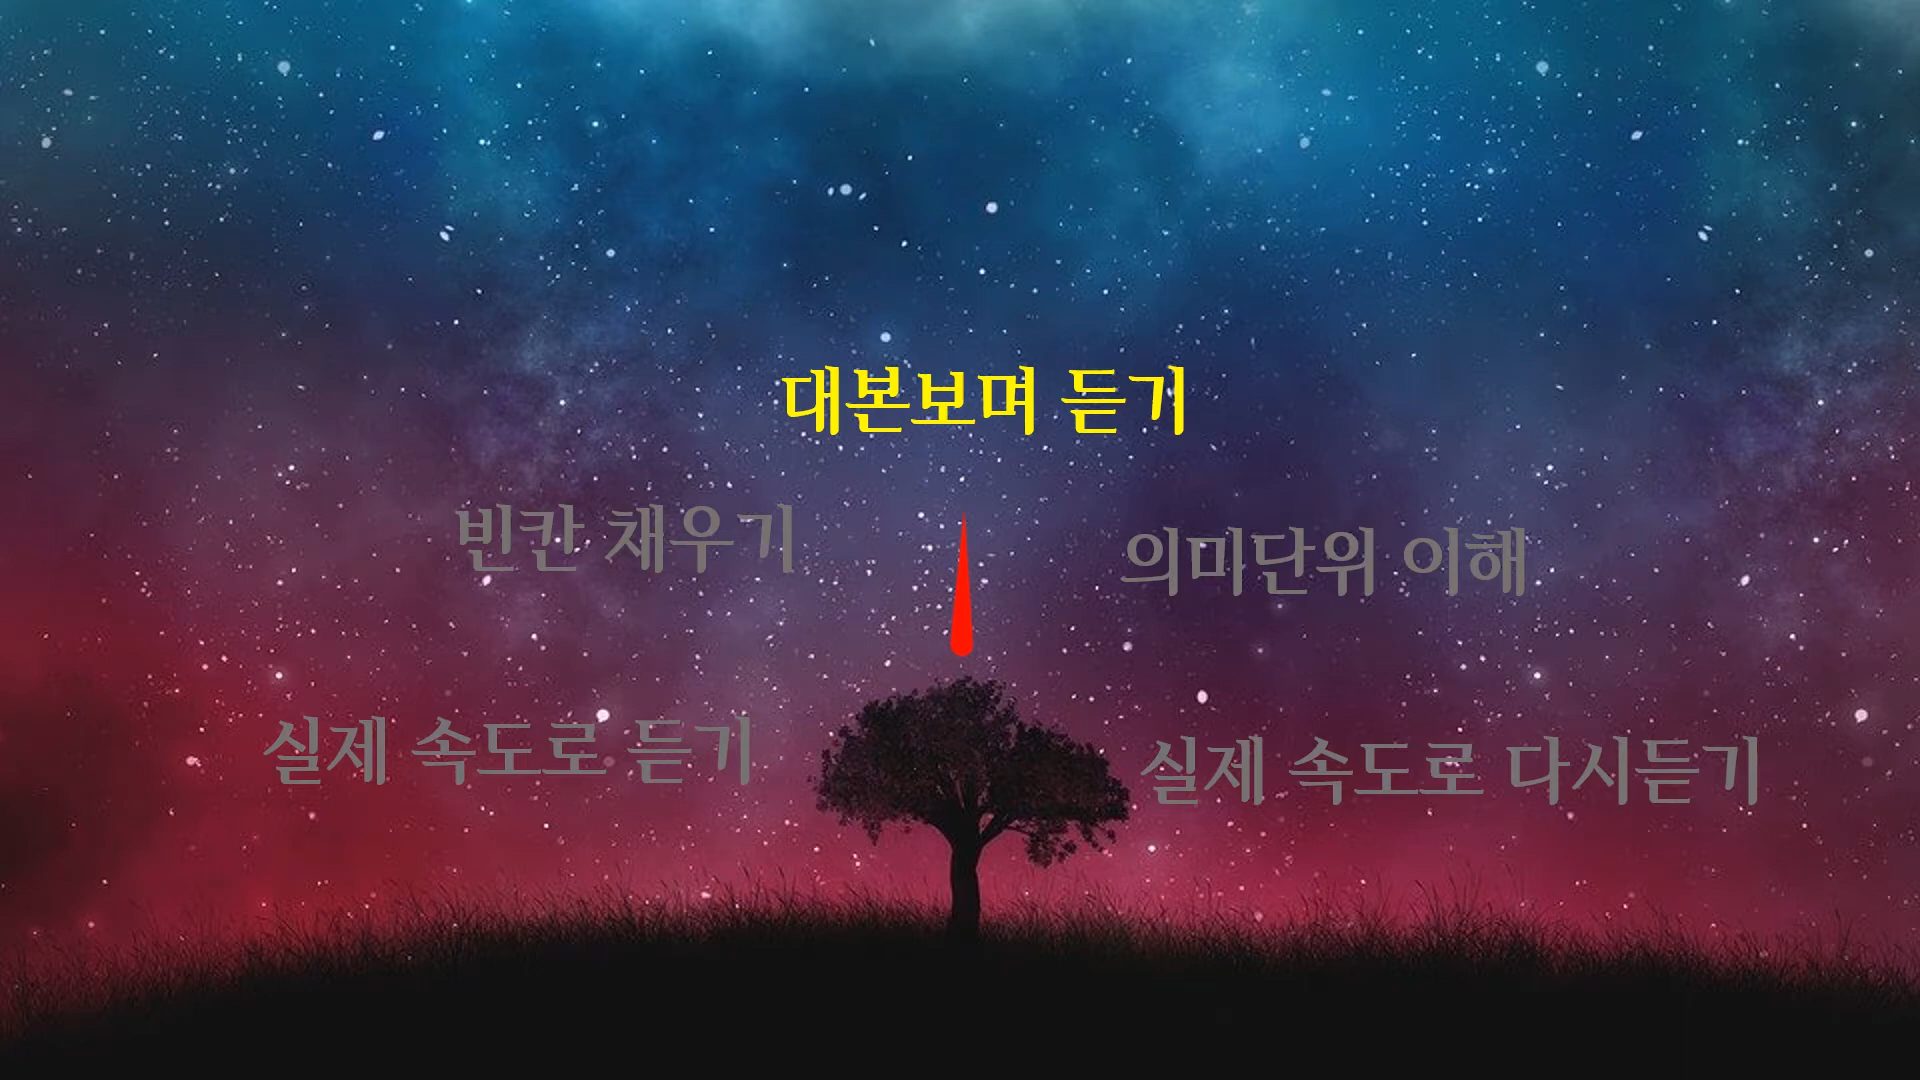 대본보며 듣기
빈칸 채우기
의미단위 이해
실제 속도로 듣기
실제 속도로 다시듣기